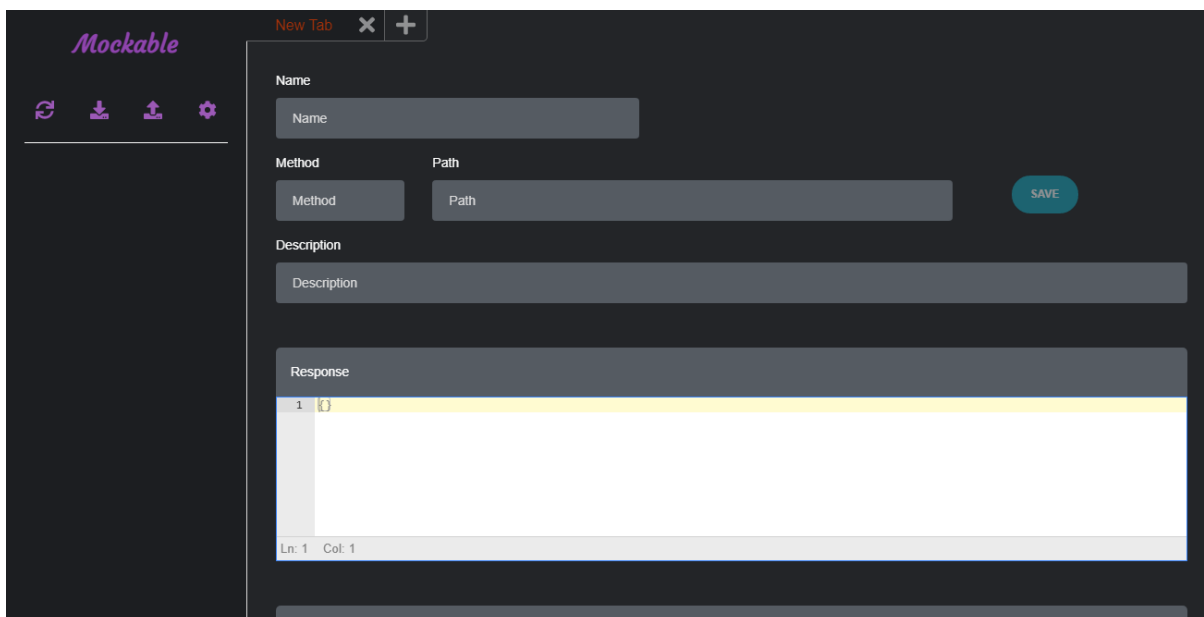 Mockable
New Tab
Name
Name
Method Path
Method Path
SAVE
Description
Description
Response
1 {}
Ln: 1 Col: 1